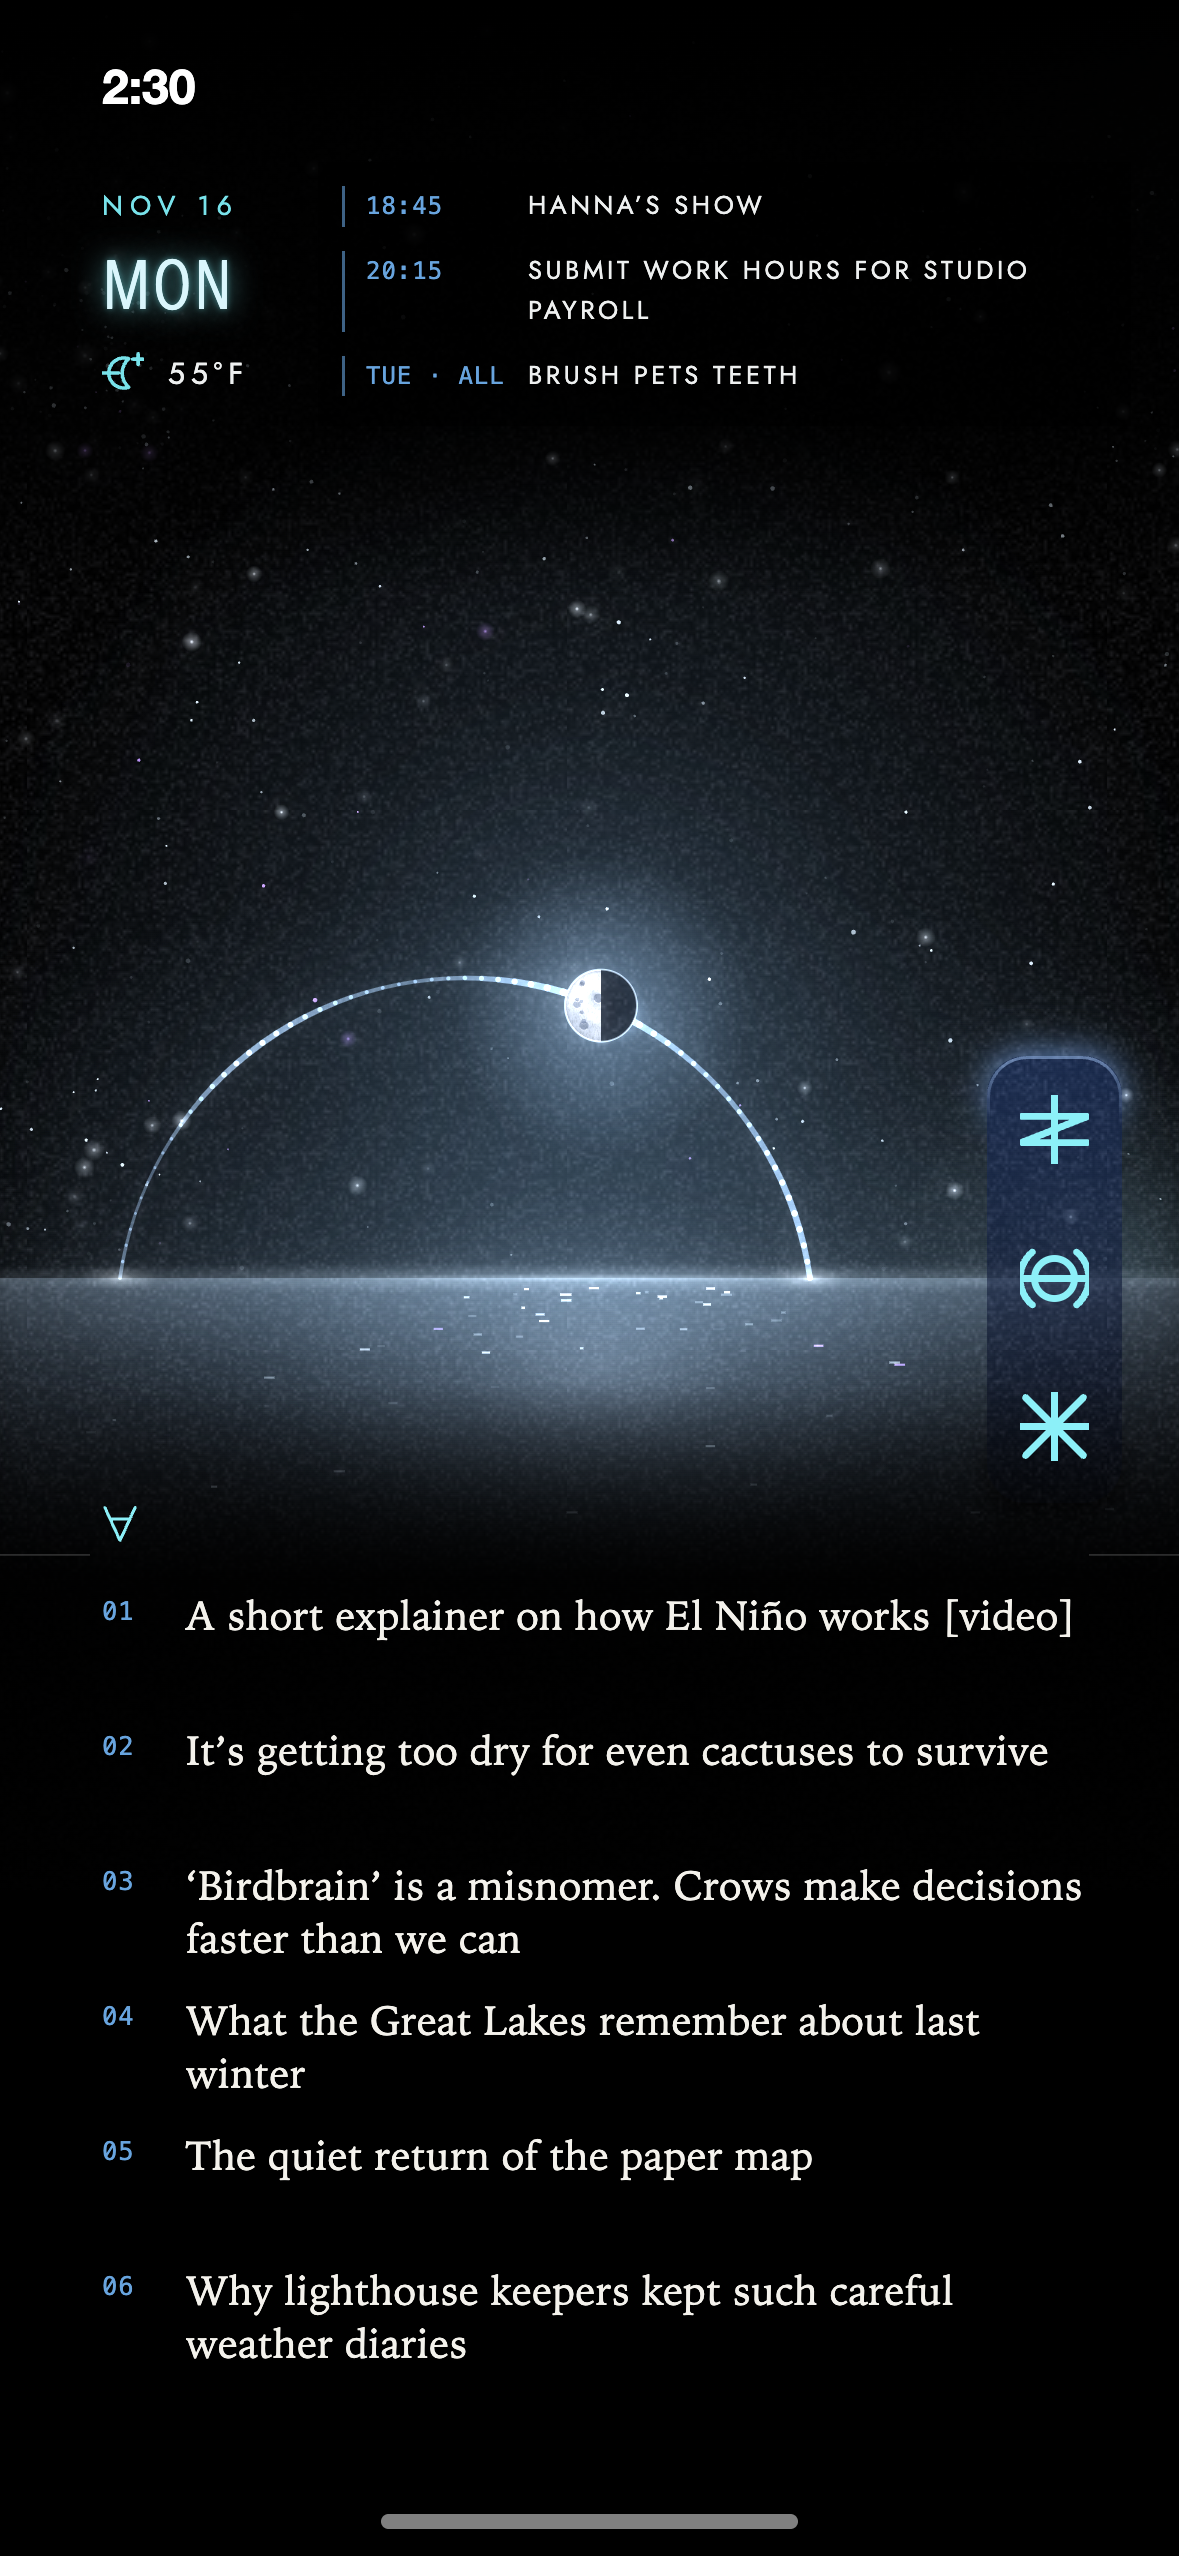 2:30
NOV 16
MON
55°F
18:45 HANNA’S SHOW
20:15 SUBMIT WORK HOURS FOR STUDIO
PAYROLL
TUE · ALL BRUSH PETS TEETH
01 A short explainer on how El Niño works [video]
02 It’s getting too dry for even cactuses to survive
03 ‘Birdbrain’ is a misnomer. Crows make decisions
faster than we can
04 What the Great Lakes remember about last
winter
05 The quiet return of the paper map
06 Why lighthouse keepers kept such careful
weather diaries